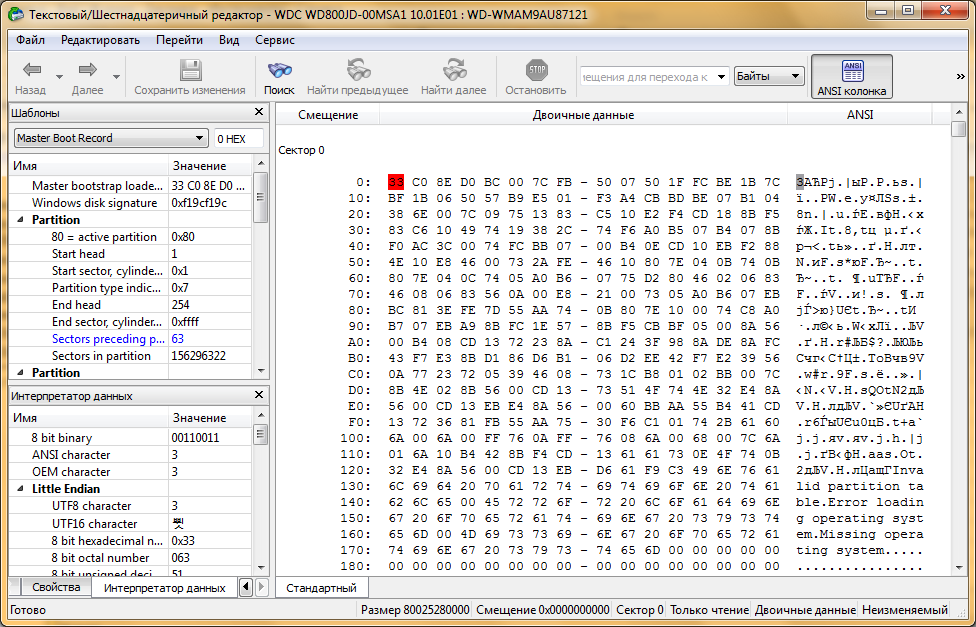 Текстовый/Шестнадцатеричный редактор - WDC WD800JD-00MSA1 10.01E01 : WD-WMAM9AU87121
Файл Редактировать Перейти Вид Сервис
Назад Далее Сохранить изменения Поиск Найти предыдущее Найти далее STOP Остановить ещения для перехода к Байты ANSI ANSI колонка »
Шаблоны
Master Boot Record 0 HEX
Имя Значение
Master bootstrap loade... 33 C0 8E D0 ...
Windows disk signature 0xf19cf19c
Partition
80 = active partition 0x80
Start head 1
Start sector, cylinde... 0x1
Partition type indic... 0x7
End head 254
End sector, cylinder... 0xffff
Sectors preceding p... 63
Sectors in partition 156296322
Partition
Интерпретатор данных
Имя Значение
8 bit binary 00110011
ANSI character 3
OEM character 3
Little Endian
UTF8 character 3
UTF16 character
8 bit hexadecimal n... 0x33
8 bit octal number 063
8 bit unsigned deci... 51
Свойства Интерпретатор данных
Смещение Двоичные данные ANSI
Сектор 0
0: 33 C0 8E D0 BC 00 7C FB - 50 07 50 1F FC BE 1B 7C 3АЋРј.|ыP.P.ьѕ.|
10: BF 1B 06 50 57 B9 E5 01 - F3 A4 CB BD BE 07 B1 04 ї..PW№е.у¤ЛЅѕ.±.
20: 38 6E 00 7C 09 75 13 83 - C5 10 E2 F4 CD 18 8B F5 8n.|.u.ѓЕ.вфН.‹х
30: 83 C6 10 49 74 19 38 2C - 74 F6 A0 B5 07 B4 07 8B ѓЖ.It.8,tц µ.ґ.‹
40: F0 AC 3C 00 74 FC BB 07 - 00 B4 0E CD 10 EB F2 88 р¬<.tь»..ґ.Н.лт.
50: 4E 10 E8 46 00 73 2A FE - 46 10 80 7E 04 0B 74 0B N.иF.s*юF.Ђ~..t.
60: 80 7E 04 0C 74 05 A0 B6 - 07 75 D2 80 46 02 06 83 Ђ~..t. ¶.uТЂF..ѓ
70: 46 08 06 83 56 0A 00 E8 - 21 00 73 05 A0 B6 07 EB F..ѓV..и!.s. ¶.л
80: BC 81 3E FE 7D 55 AA 74 - 0B 80 7E 10 00 74 C8 A0 јЃ>ю}UЄt.Ђ~..tИ
90: B7 07 EB A9 8B FC 1E 57 - 8B F5 CB BF 05 00 8A 56 ·.л©‹ь.W‹хЛї..ЉV
A0: 00 B4 08 CD 13 72 23 8A - C1 24 3F 98 8A DE 8A FC .ґ.Н.r#ЉБ$?.ЉЮЉь
B0: 43 F7 E3 8B D1 86 D6 B1 - 06 D2 EE 42 F7 E2 39 56 Cчг‹С†Ц±.ТоBчв9V
C0: 0A 77 23 72 05 39 46 08 - 73 1C B8 01 02 BB 00 7C .w#r.9F.s.ё..».|
D0: 8B 4E 02 8B 56 00 CD 13 - 73 51 4F 74 4E 32 E4 8A ‹N.‹V.Н.sQOtN2дЉ
E0: 56 00 CD 13 EB E4 8A 56 - 00 60 BB AA 55 B4 41 CD V.Н.лдЉV.`»ЄUґAН
F0: 13 72 36 81 FB 55 AA 75 - 30 F6 C1 01 74 2B 61 60 .r6ЃыUЄu0цБ.t+a`
100: 6A 00 6A 00 FF 76 0A FF - 76 08 6A 00 68 00 7C 6A j.j.яv.яv.j.h.|j
110: 01 6A 10 B4 42 8B F4 CD - 13 61 61 73 0E 4F 74 0B .j.ґB‹фН.aas.Ot.
120: 32 E4 8A 56 00 CD 13 EB - D6 61 F9 C3 49 6E 76 61 2дЉV.Н.лЦaщГInva
130: 6C 69 64 20 70 61 72 74 - 69 74 69 6F 6E 20 74 61 lid partition ta
140: 62 6C 65 00 45 72 72 6F - 72 20 6C 6F 61 64 69 6E ble.Error loadin
150: 67 20 6F 70 65 72 61 74 - 69 6E 67 20 73 79 73 74 g operating syst
160: 65 6D 00 4D 69 73 73 69 - 6E 67 20 6F 70 65 72 61 em.Missing opera
170: 74 69 6E 67 20 73 79 73 - 74 65 6D 00 00 00 00 00 ting system.....
180: 00 00 00 00 00 00 00 00 - 00 00 00 00 00 00 00 00 ................
Стандартный
Готово Размер 80025280000 Смещение 0x0000000000 Сектор 0 Только чтение Двоичные данные Неизменяемый